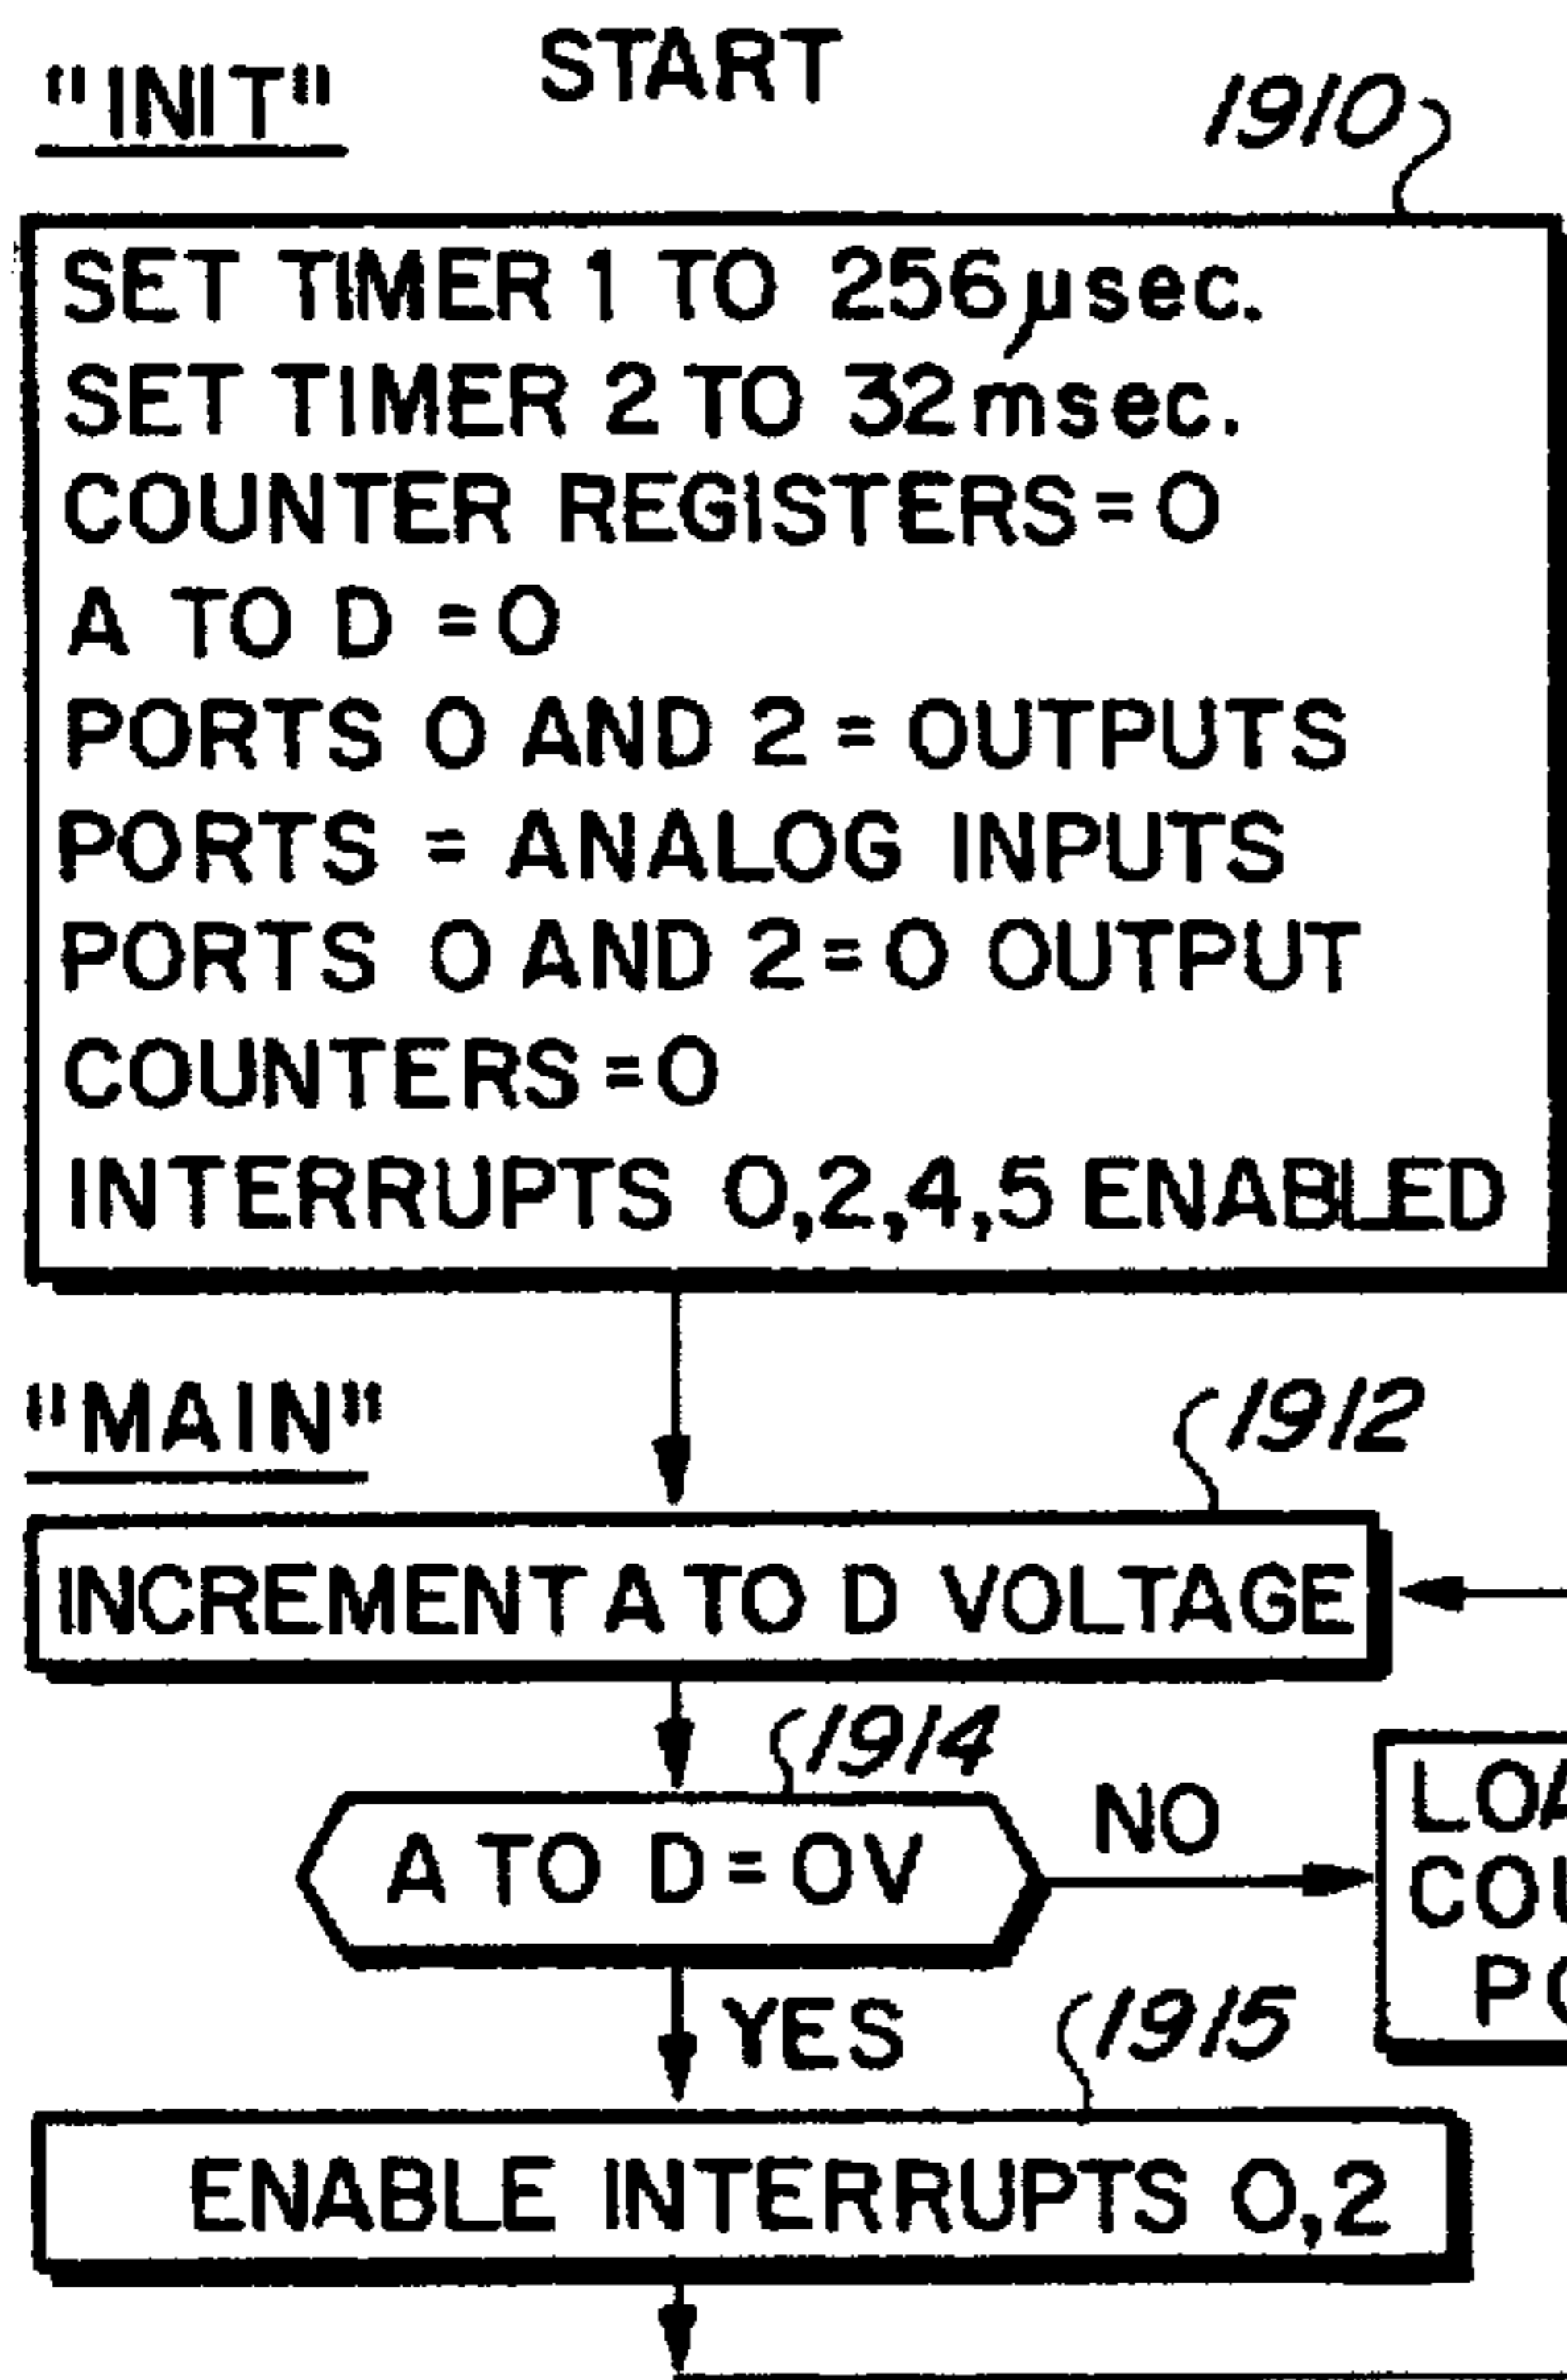 START
"INIT"
1910
SET TIMER 1 TO 256µsec.
SET TIMER 2 TO 32msec.
COUNTER REGISTERS=0
A TO D =0
PORTS 0 AND 2 = OUTPUTS
PORTS = ANALOG INPUTS
PORTS 0 AND 2=0 OUTPUT
COUNTERS=0
INTERRUPTS 0,2,4,5 ENABLED
"MAIN"
1912
INCREMENT A TO D VOLTAGE
1914
A TO D=0V
NO
YES
1915
ENABLE INTERRUPTS 0,2